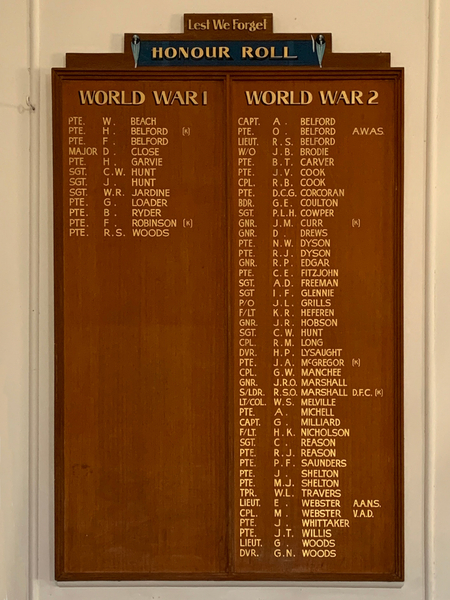 Lest We Forget
HONOUR ROLL
WORLD WAR 1
PTE. W. BEACH
PTE. H. BELFORD [K]
PTE. F. BELFORD
MAJOR D. CLOSE
PTE. H. GARVIE
SGT. C.W. HUNT
SGT. J. HUNT
SGT. W.R. JARDINE
PTE. G. LOADER
PTE. B. RYDER
PTE. F. ROBINSON [K]
PTE. R.S. WOODS
WORLD WAR 2
CAPT. A. BELFORD
PTE. O. BELFORD A.W.A.S.
LIEUT. R.S. BELFORD
W/O J.B. BRODIE
PTE. B.T. CARVER
PTE. J.V. COOK
CPL. R.B. COOK
PTE. D.C.G. CORCORAN
BDR. G.E. COULTON
SGT. P.L.H. COWPER
GNR. J.M. CURR [K]
GNR. D. DREWS
PTE. N.W. DYSON
PTE. R.J. DYSON
GNR. R.P. EDGAR
PTE. C.E. FITZJOHN
SGT. A.D. FREEMAN
SGT I.F. GLENNIE
P/O J.L. GRILLS
F/LT K.R. HEFEREN
GNR. J.R. HOBSON
SGT. C.W. HUNT
CPL. R.M. LONG
DVR. H.P. LYSAUGHT
PTE. J.A. McGREGOR [K]
CPL. G.W. MANCHEE
GNR. J.R.O. MARSHALL
S/LDR. R.S.O. MARSHALL D.F.C. [K]
LT/COL. W.S. MELVILLE
PTE. A. MICHELL
CAPT. G. MILLIARD
F/LT. H.K. NICHOLSON
SGT. C. REASON
PTE. R.J. REASON
PTE. P.F. SAUNDERS
PTE. J. SHELTON
PTE. M.J. SHELTON
TPR. W.L. TRAVERS
LIEUT. E. WEBSTER A.A.N.S.
CPL. M. WEBSTER V.A.D.
PTE. J. WHITTAKER
PTE. J.T. WILLIS
LIEUT. G. WOODS
DVR. G.N. WOODS